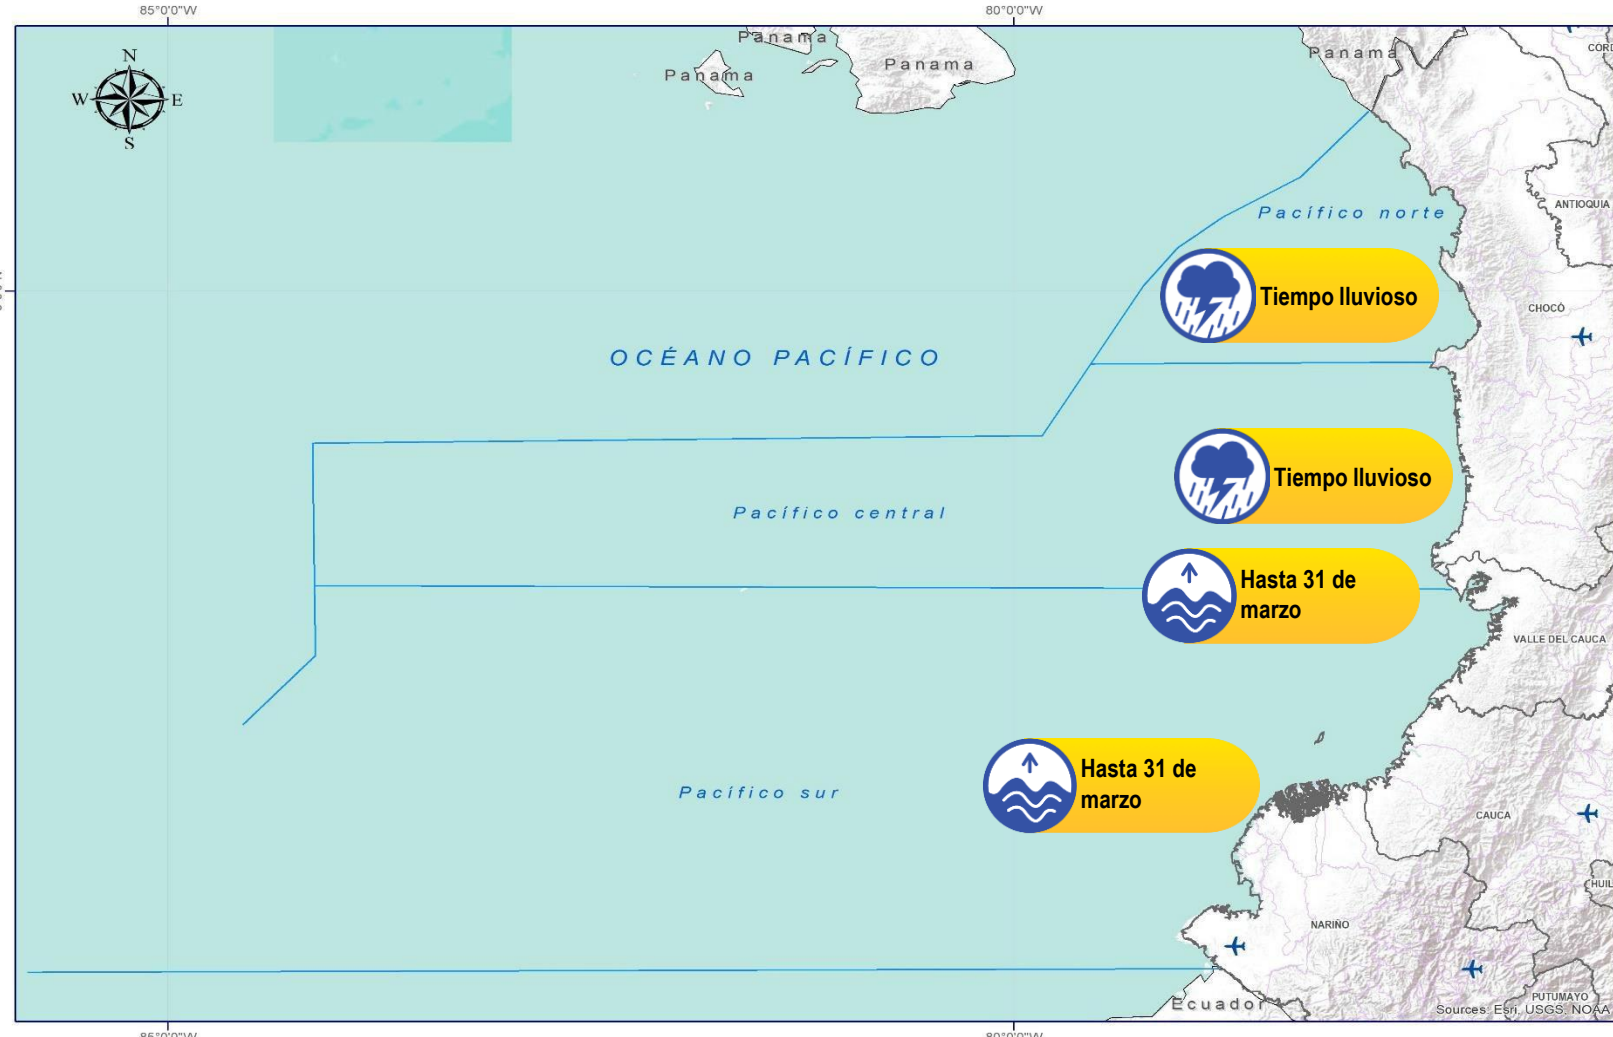 85°0'0"W
80°0'0"W
N
W
E
S
Panama
Panama
Panama
Panama
Pacífico norte
ANTIOQUIA
Tiempo lluvioso
CHOCÓ
OCÉANO PACÍFICO
Tiempo lluvioso
Pacífico central
Hasta 31 de
marzo
VALLE DEL CAUCA
Hasta 31 de
marzo
Pacífico sur
CAUCA
NARIÑO
PUTUMAYO
Ecuador
Sources: Esri, USGS, NOAA
85°0'0"W
80°0'0"W